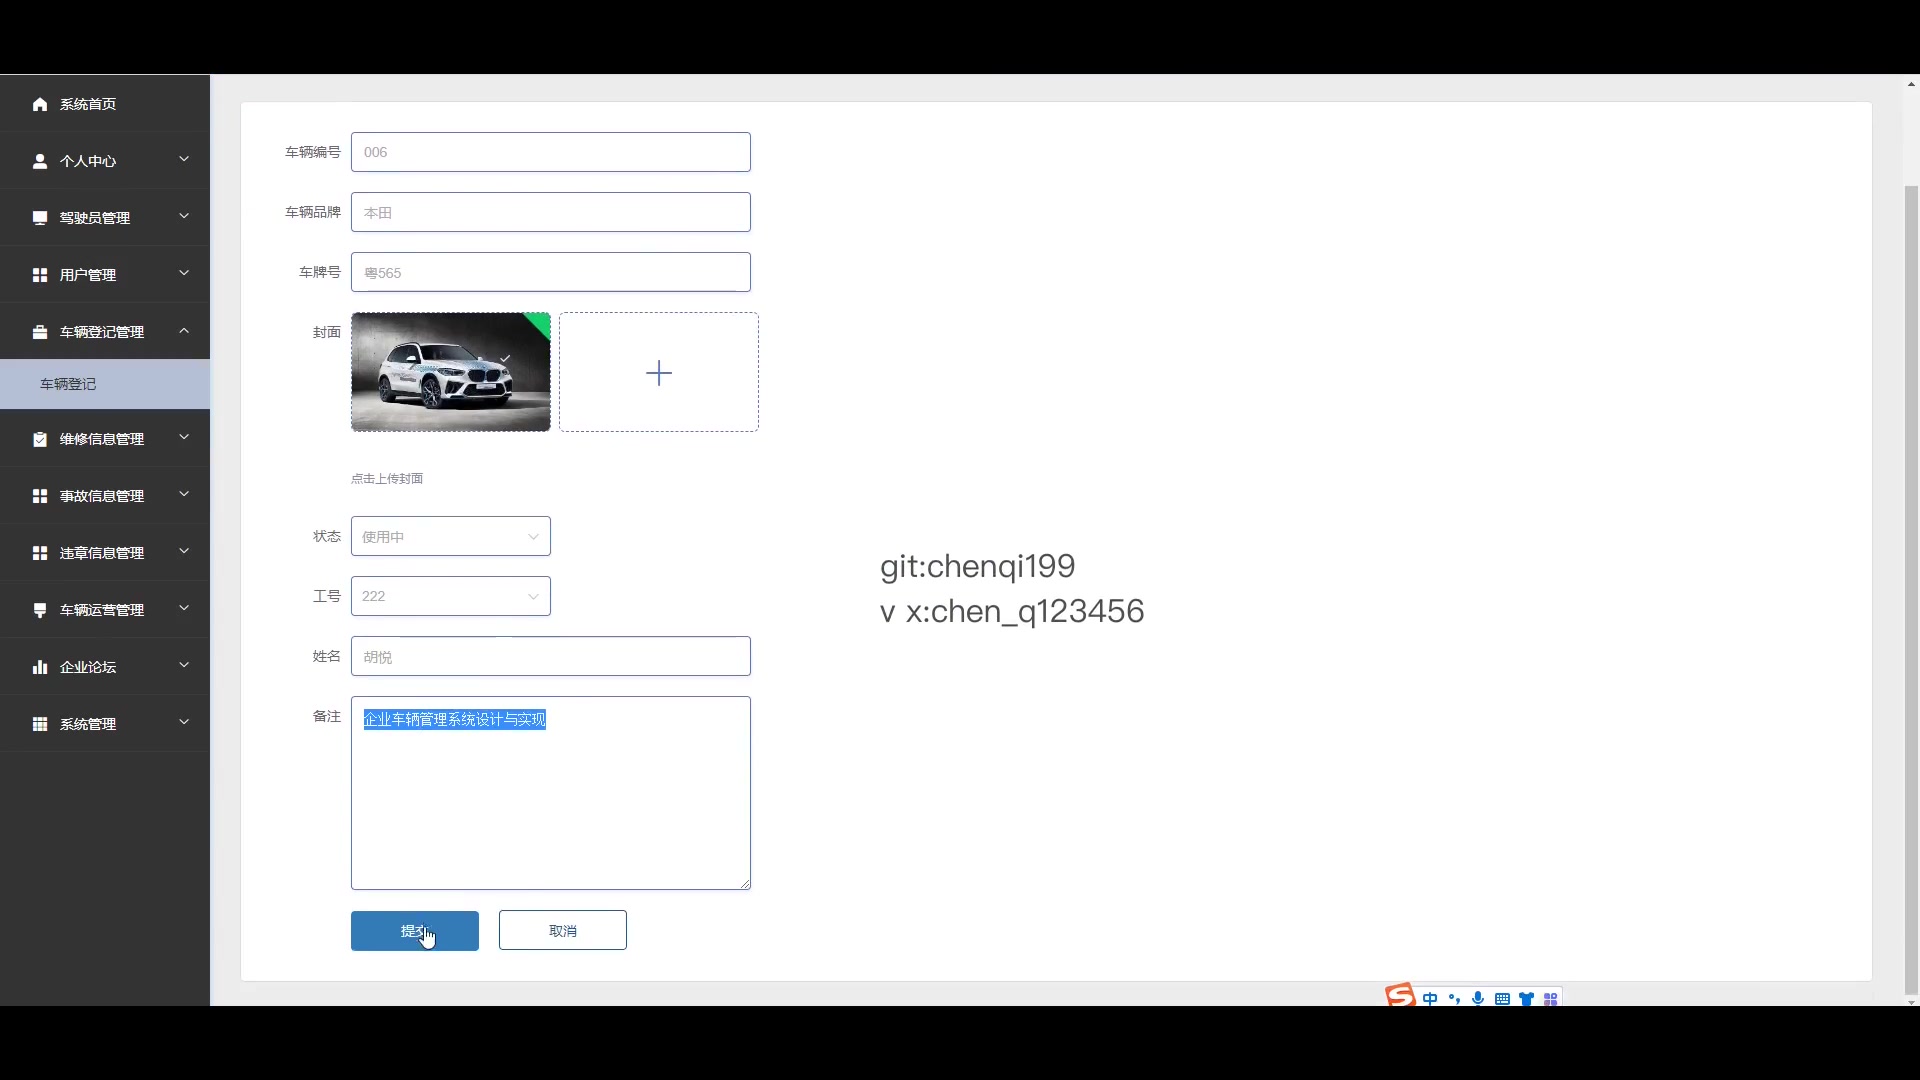 系统首页
个人中心
驾驶员管理
用户管理
车辆登记管理
车辆登记
维修信息管理
事故信息管理
违章信息管理
车辆运营管理
企业论坛
系统管理
车辆编号 006
车辆品牌 本田
车牌号 粤565
封面
点击上传封面
状态 使用中
工号 222
姓名 胡悦
备注 企业车辆管理系统设计与实现
提交
取消
git:chenqi199
v x:chen_q123456
中